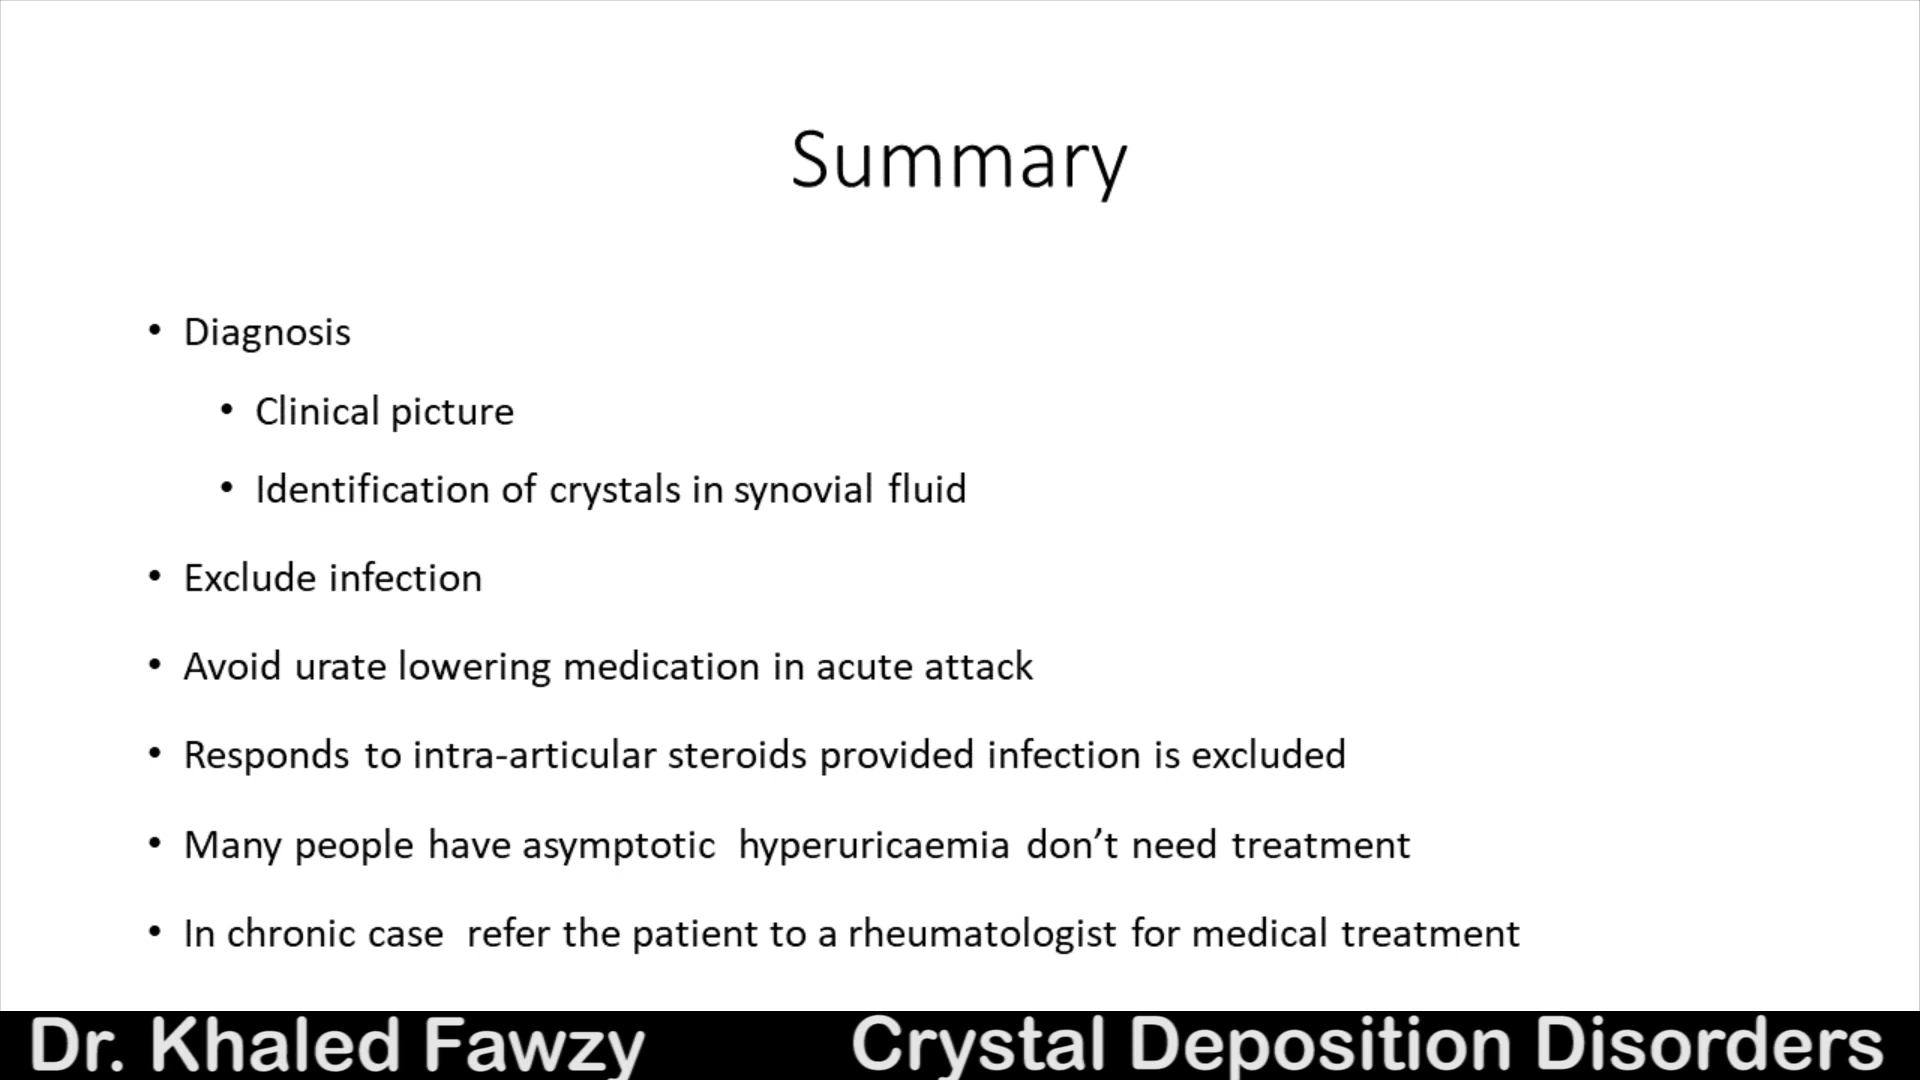 Summary
• Diagnosis
• Clinical picture
• Identification of crystals in synovial fluid
• Exclude infection
• Avoid urate lowering medication in acute attack
• Responds to intra-articular steroids provided infection is excluded
• Many people have asymptotic hyperuricaemia don’t need treatment
• In chronic case refer the patient to a rheumatologist for medical treatment
Dr. Khaled Fawzy Crystal Deposition Disorders